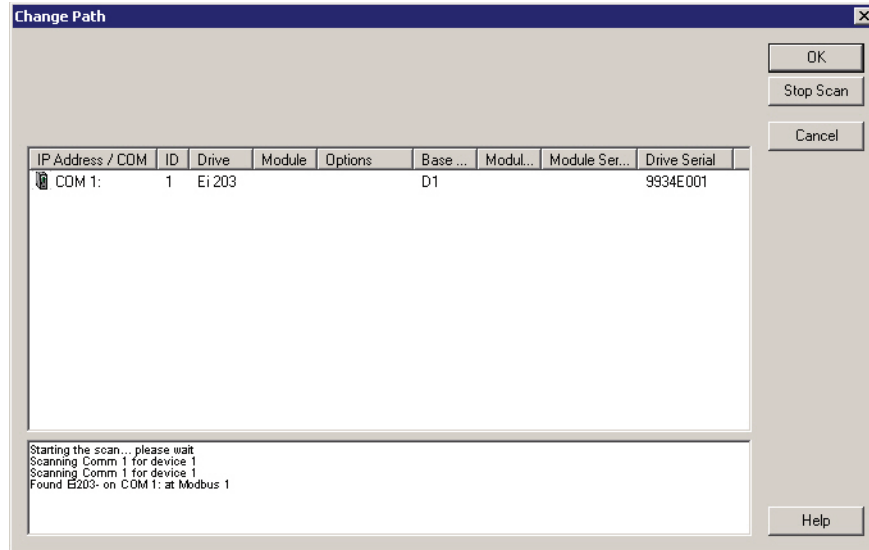 Change Path
OK
Stop Scan
Cancel
IP Address / COM ID Drive Module Options Base ... Modul... Module Ser... Drive Serial
COM 1: 1 Ei 203 D1 9934E001
Starting the scan... please wait
Scanning Comm 1 for device 1
Scanning Comm 1 for device 1
Found Ei203- on COM 1: at Modbus 1
Help